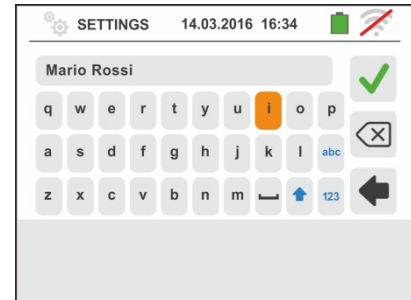 SETTINGS 14.03.2016 16:34
Mario Rossi
q w e r t y u i o p
a s d f g h j k l abc
z x c v b n m 123